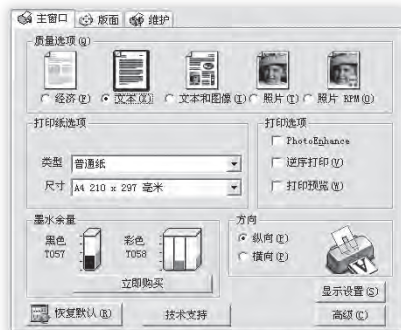 主窗口 版面 维护
质量选项(Q)
经济(F) 文本(X) 文本和图像(I) 照片(T) 照片 RPM(O)
打印纸选项
类型 普通纸
尺寸 A4 210 x 297 毫米
打印选项
PhotoEnhance
逆序打印(V)
打印预览(W)
墨水余量
黑色 T057
彩色 T058
立即购买
方向
纵向(P)
横向(P)
显示设置(S)
恢复默认(R) 技术支持 高级(C)